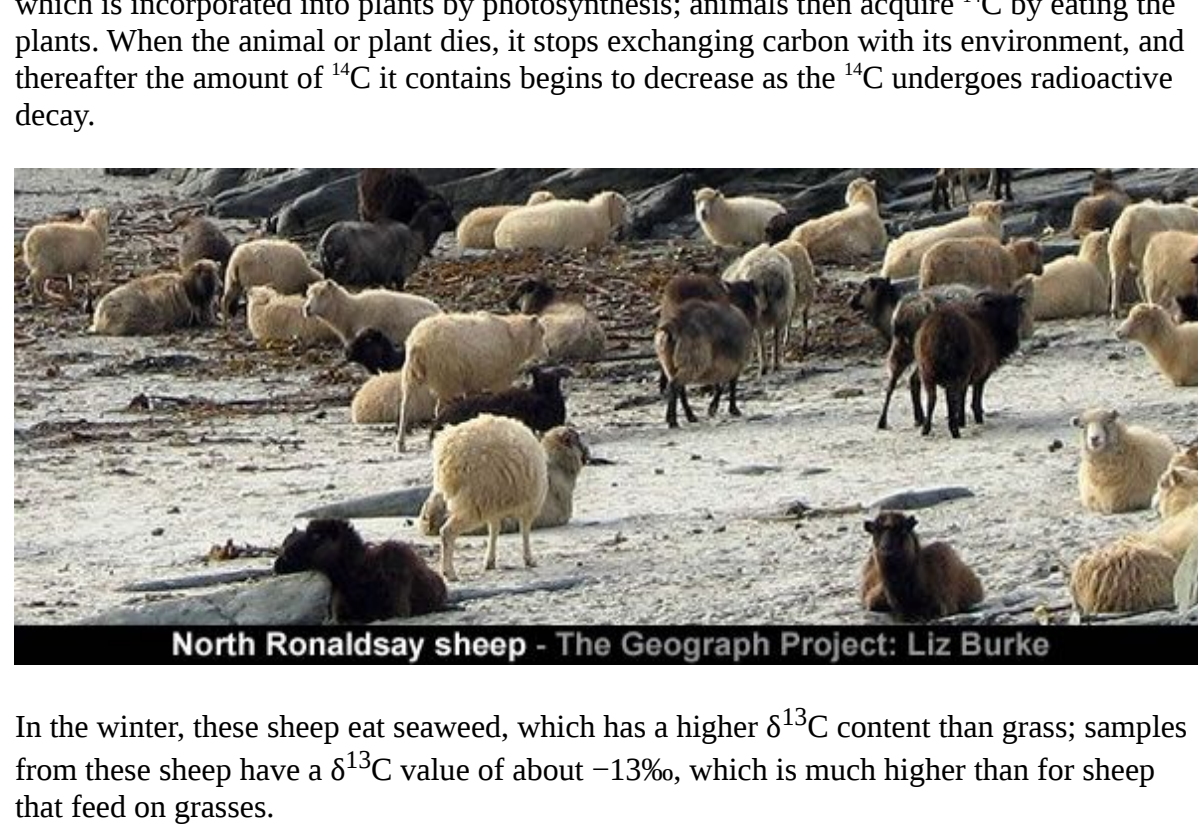 which is incorporated into plants by photosynthesis; animals then acquire ¹⁴C by eating the
plants. When the animal or plant dies, it stops exchanging carbon with its environment, and
thereafter the amount of ¹⁴C it contains begins to decrease as the ¹⁴C undergoes radioactive
decay.
North Ronaldsay sheep - The Geograph Project: Liz Burke
In the winter, these sheep eat seaweed, which has a higher δ¹³C content than grass; samples
from these sheep have a δ¹³C value of about −13‰, which is much higher than for sheep
that feed on grasses.